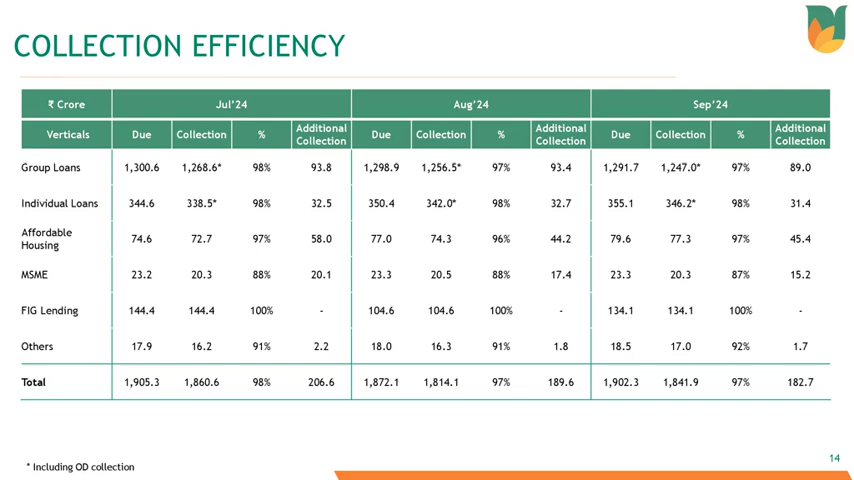 COLLECTION EFFICIENCY
₹ Crore Jul’24 Aug’24 Sep’24
Verticals Due Collection % Additional Collection Due Collection % Additional Collection Due Collection % Additional Collection
Group Loans 1,300.6 1,268.6* 98% 93.8 1,298.9 1,256.5* 97% 93.4 1,291.7 1,247.0* 97% 89.0
Individual Loans 344.6 338.5* 98% 32.5 350.4 342.0* 98% 32.7 355.1 346.2* 98% 31.4
Affordable Housing 74.6 72.7 97% 58.0 77.0 74.3 96% 44.2 79.6 77.3 97% 45.4
MSME 23.2 20.3 88% 20.1 23.3 20.5 88% 17.4 23.3 20.3 87% 15.2
FIG Lending 144.4 144.4 100% - 104.6 104.6 100% - 134.1 134.1 100% -
Others 17.9 16.2 91% 2.2 18.0 16.3 91% 1.8 18.5 17.0 92% 1.7
Total 1,905.3 1,860.6 98% 206.6 1,872.1 1,814.1 97% 189.6 1,902.3 1,841.9 97% 182.7
14
* Including OD collection